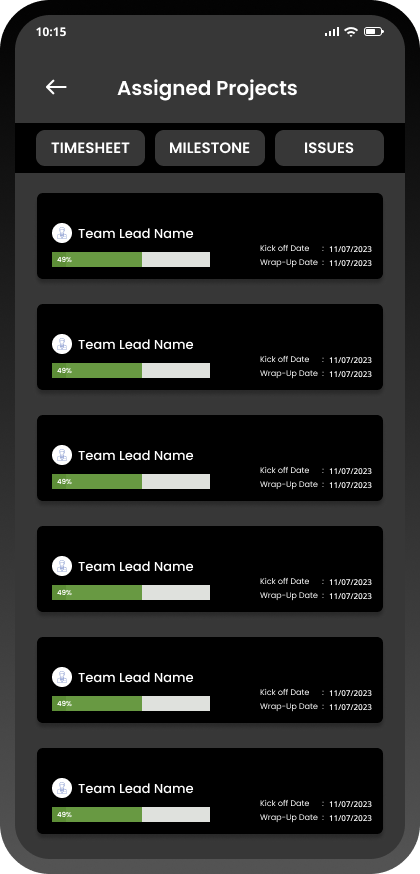 10:15
Assigned Projects
TIMESHEET MILESTONE ISSUES
Team Lead Name
49%
Kick off Date : 11/07/2023
Wrap-Up Date : 11/07/2023
Team Lead Name
49%
Kick off Date : 11/07/2023
Wrap-Up Date : 11/07/2023
Team Lead Name
49%
Kick off Date : 11/07/2023
Wrap-Up Date : 11/07/2023
Team Lead Name
49%
Kick off Date : 11/07/2023
Wrap-Up Date : 11/07/2023
Team Lead Name
49%
Kick off Date : 11/07/2023
Wrap-Up Date : 11/07/2023
Team Lead Name
49%
Kick off Date : 11/07/2023
Wrap-Up Date : 11/07/2023